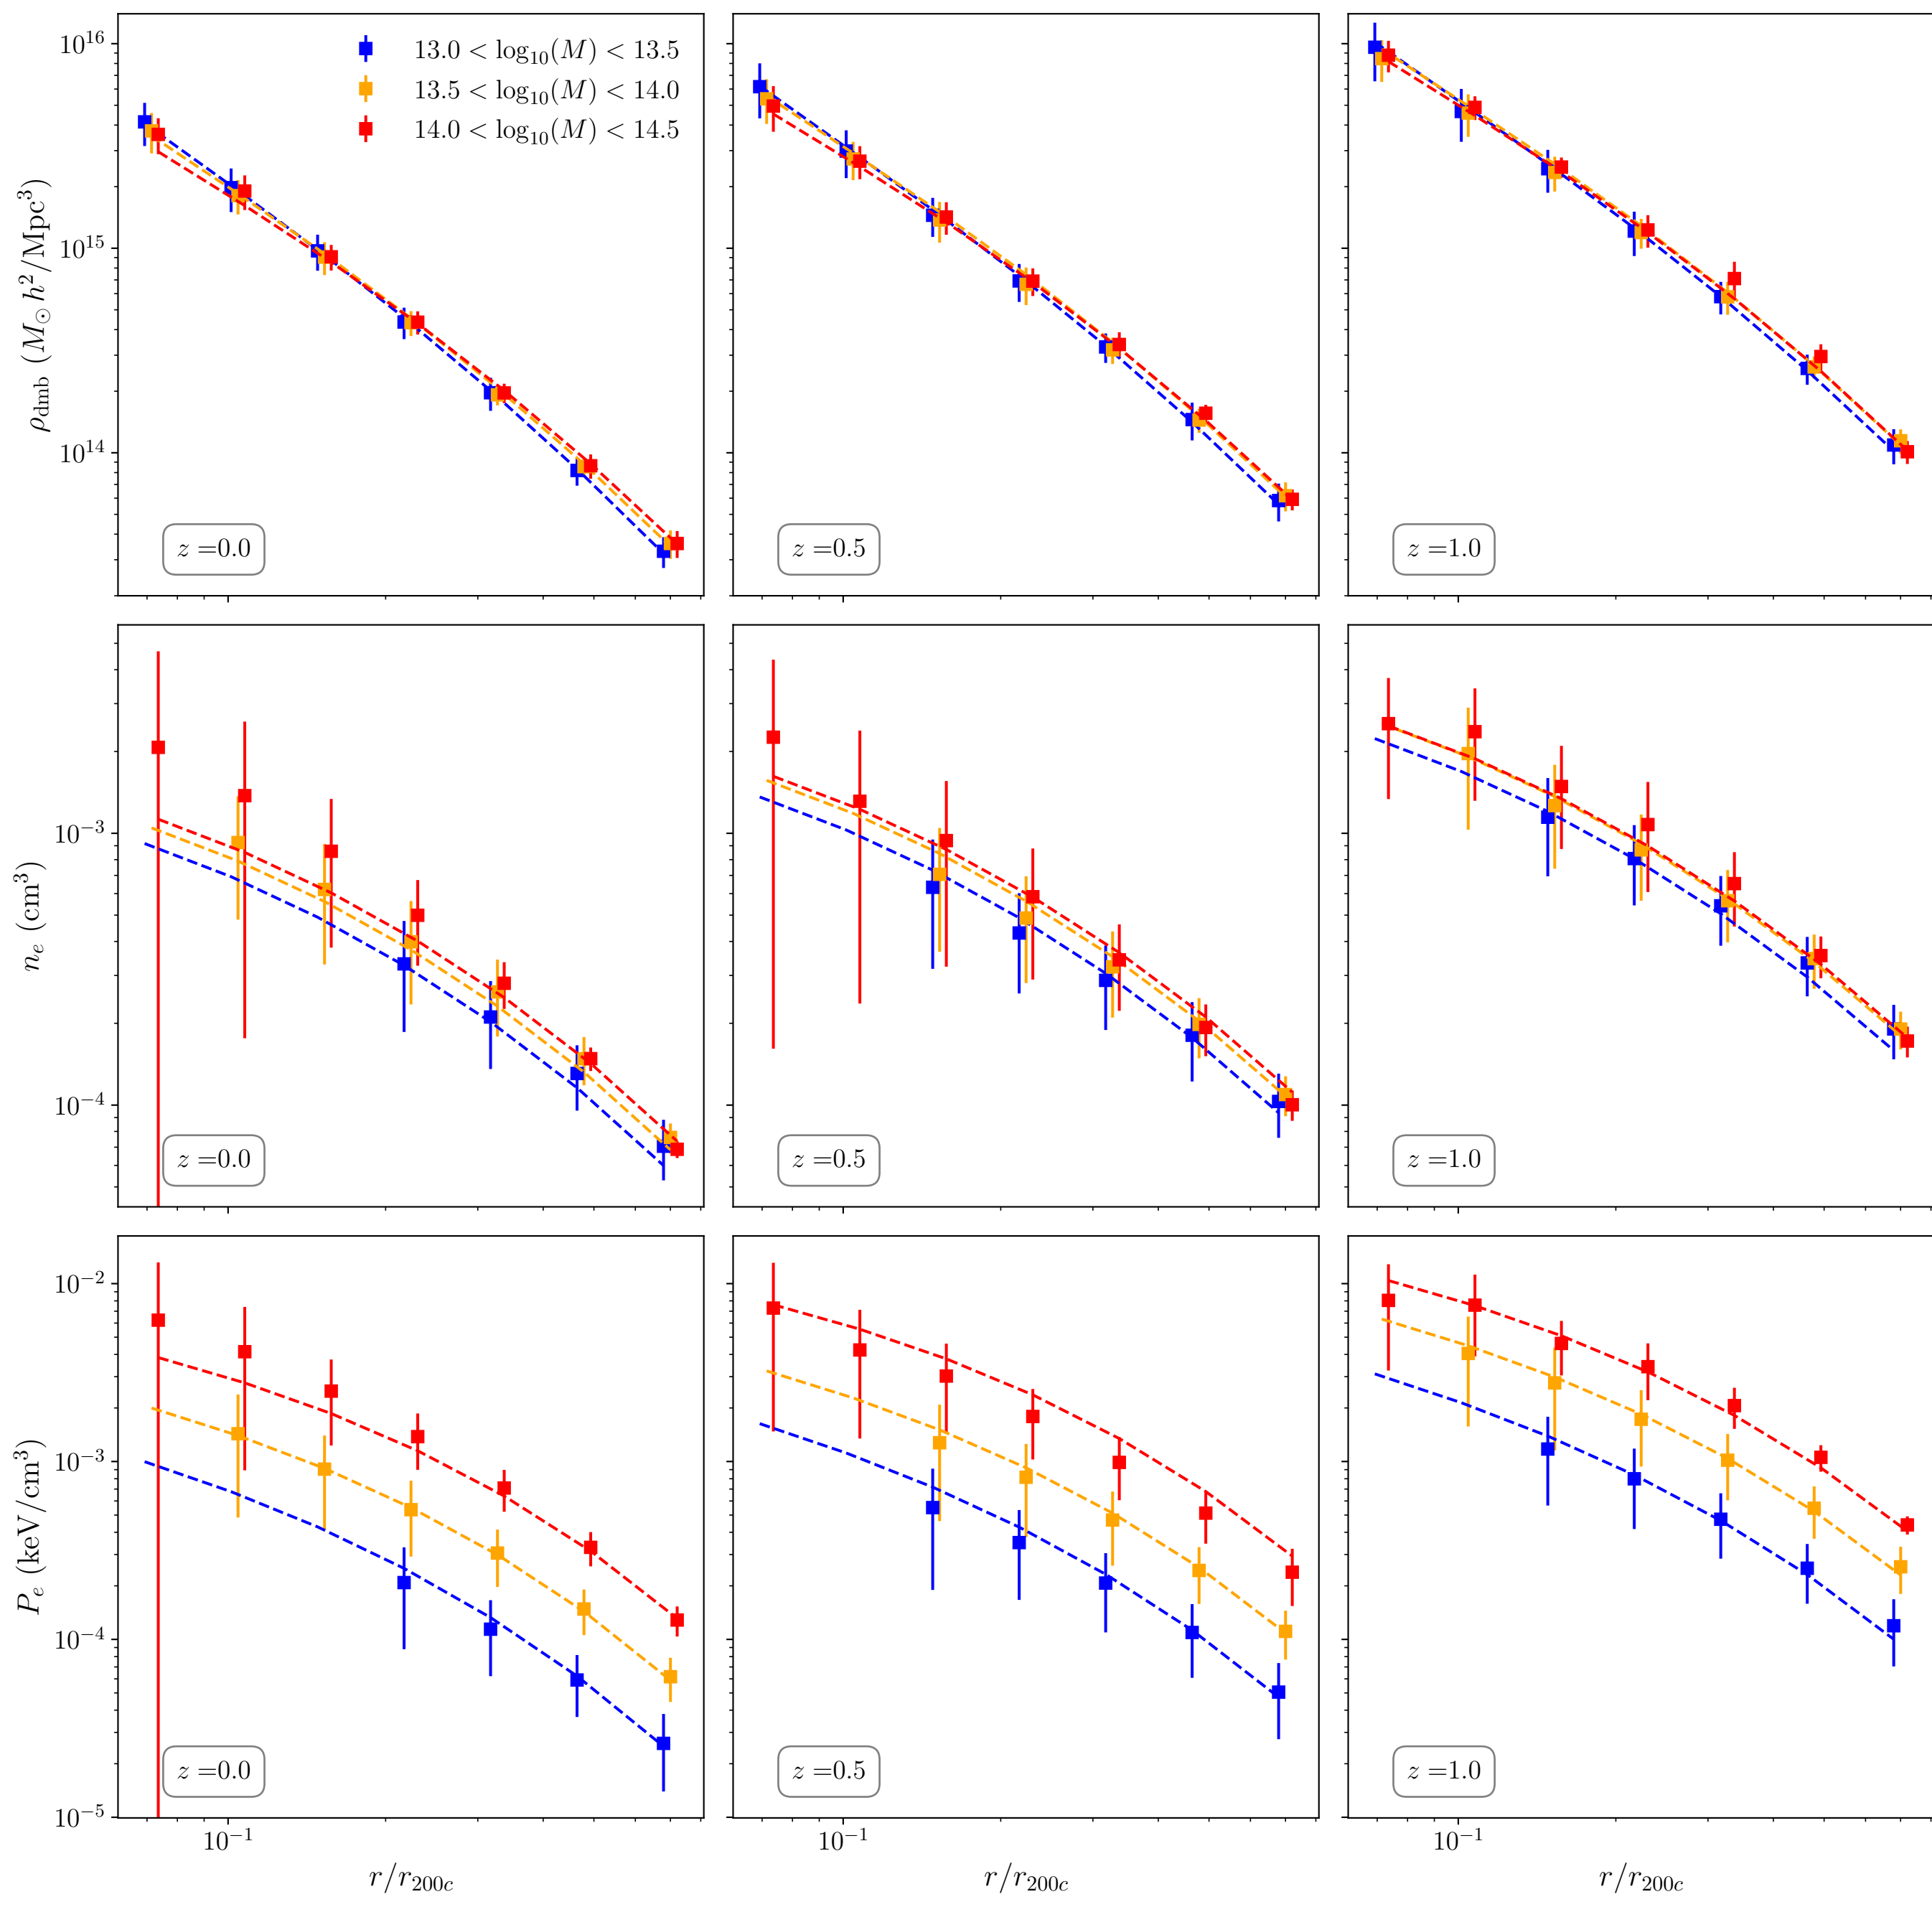 10^16
10^15
10^14
ρ_dmb (M_⊙ h^2/Mpc^3)
13.0 < log_10(M) < 13.5
13.5 < log_10(M) < 14.0
14.0 < log_10(M) < 14.5
z =0.0
z =0.5
z =1.0
10^−3
10^−4
n_e (cm^3)
z =0.0
z =0.5
z =1.0
10^−2
10^−3
10^−4
10^−5
P_e (keV/cm^3)
z =0.0
z =0.5
z =1.0
10^−1
10^−1
10^−1
r/r_200c
r/r_200c
r/r_200c